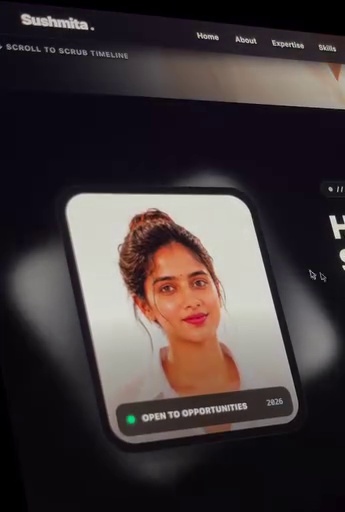 Sushmita.
Home About Expertise Skills
SCROLL TO SCRUB TIMELINE
//
H
S
OPEN TO OPPORTUNITIES 2026